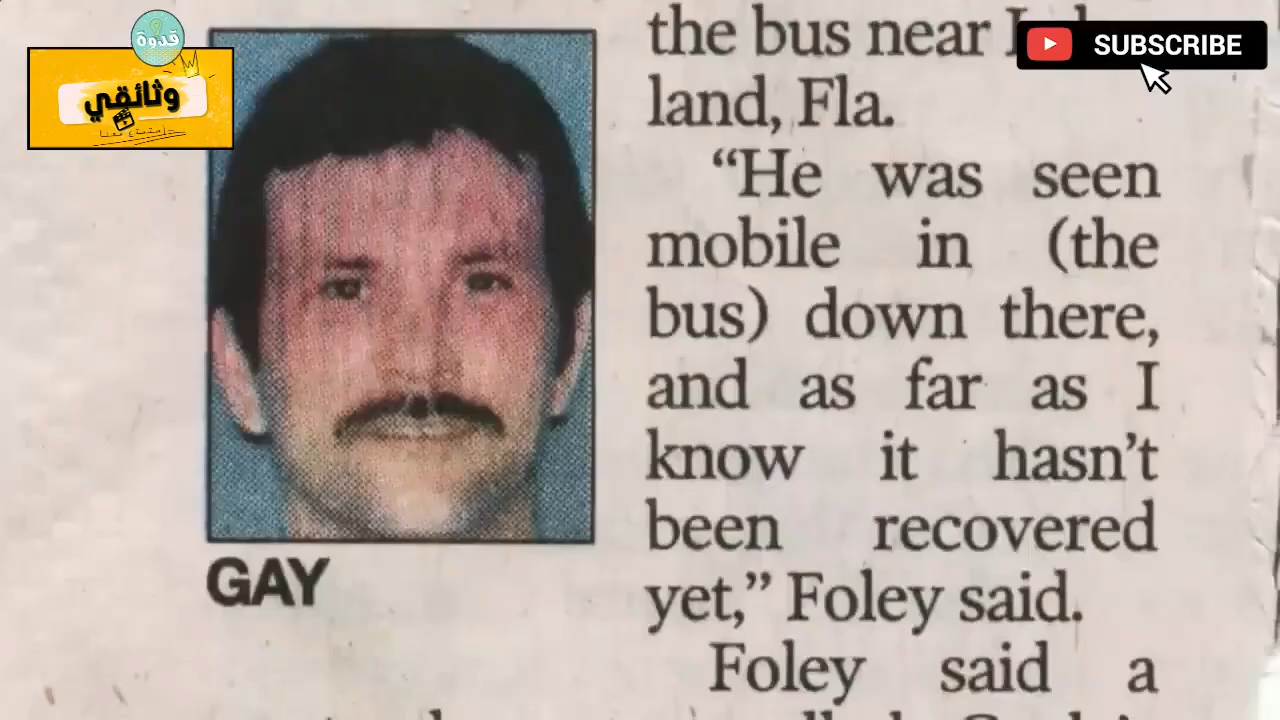 قدوة
وثائقي
SUBSCRIBE
the bus near
land, Fla.
“He was seen
mobile in (the
bus) down there,
and as far as I
know it hasn’t
been recovered
yet,” Foley said.
Foley said a
GAY